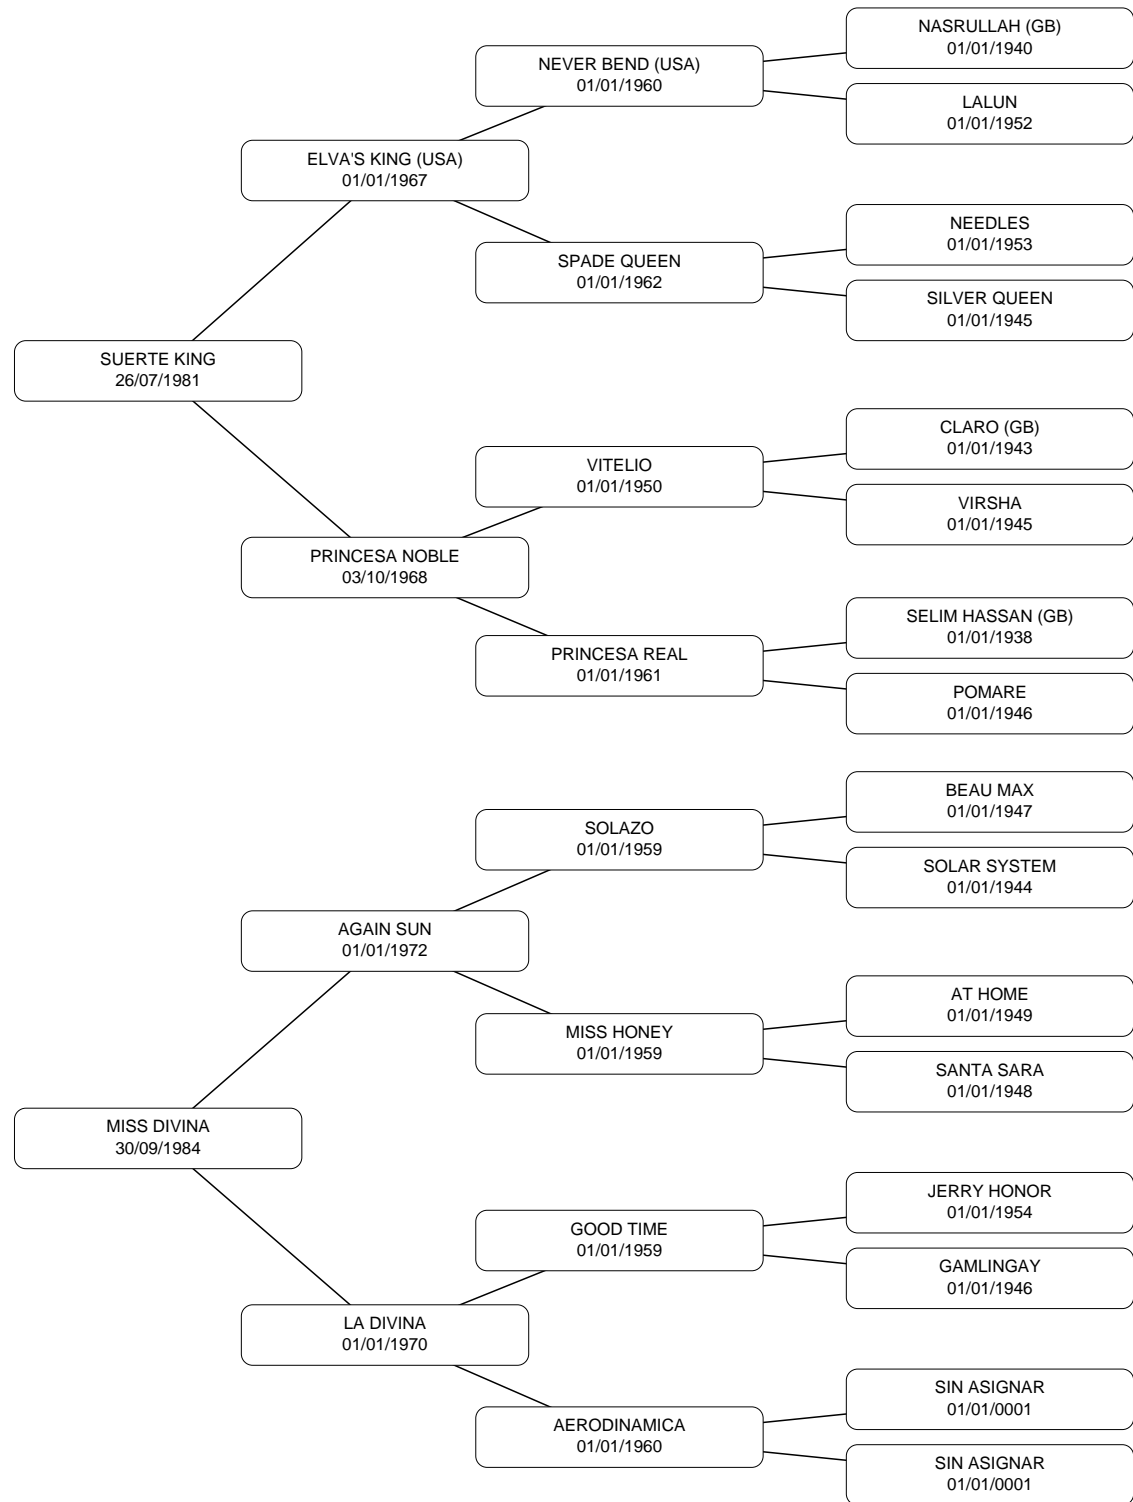 NASRULLAH (GB)
01/01/1940
NEVER BEND (USA)
01/01/1960
LALUN
01/01/1952
ELVA'S KING (USA)
01/01/1967
NEEDLES
01/01/1953
SPADE QUEEN
01/01/1962
SILVER QUEEN
01/01/1945
SUERTE KING
26/07/1981
CLARO (GB)
01/01/1943
VITELIO
01/01/1950
VIRSHA
01/01/1945
PRINCESA NOBLE
03/10/1968
SELIM HASSAN (GB)
01/01/1938
PRINCESA REAL
01/01/1961
POMARE
01/01/1946
BEAU MAX
01/01/1947
SOLAZO
01/01/1959
SOLAR SYSTEM
01/01/1944
AGAIN SUN
01/01/1972
AT HOME
01/01/1949
MISS HONEY
01/01/1959
SANTA SARA
01/01/1948
MISS DIVINA
30/09/1984
JERRY HONOR
01/01/1954
GOOD TIME
01/01/1959
GAMLINGAY
01/01/1946
LA DIVINA
01/01/1970
SIN ASIGNAR
01/01/0001
AERODINAMICA
01/01/1960
SIN ASIGNAR
01/01/0001